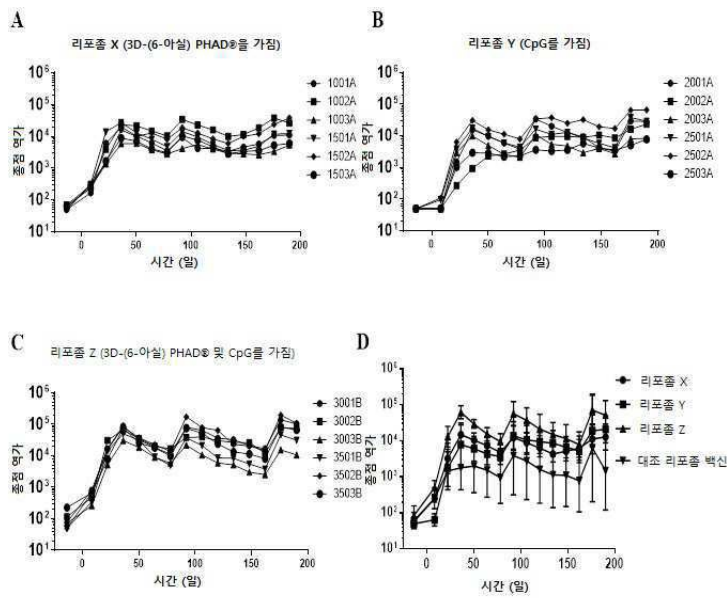 A
리포좀 X (3D-(6-아실) PHAD®을 가짐)
종점 역가
10⁶
10⁵
10⁴
10³
10²
10¹
0 50 100 150 200
시간 (일)
1001A
1002A
1003A
1501A
1502A
1503A
B
리포좀 Y (CpG를 가짐)
종점 역가
10⁶
10⁵
10⁴
10³
10²
10¹
0 50 100 150 200
시간 (일)
2001A
2002A
2003A
2501A
2502A
2503A
C
리포좀 Z (3D-(6-아실) PHAD® 및 CpG를 가짐)
종점 역가
10⁶
10⁵
10⁴
10³
10²
10¹
0 50 100 150 200
시간 (일)
3001B
3002B
3003B
3501B
3502B
3503B
D
종점 역가
10⁶
10⁵
10⁴
10³
10²
10¹
0 50 100 150 200
시간 (일)
리포좀 X
리포좀 Y
리포좀 Z
대조 리포좀 백신